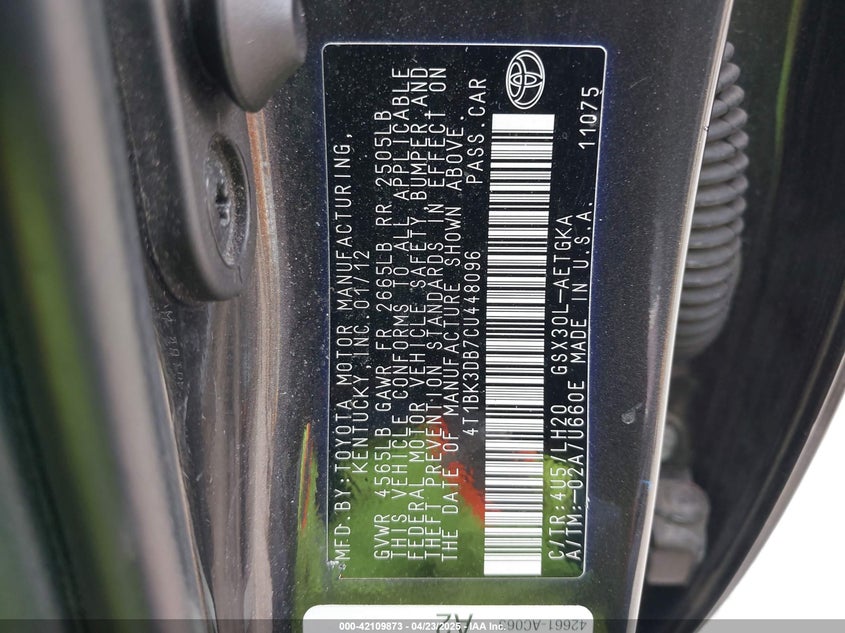 MFD. BY: TOYOTA MOTOR MANUFACTURING,
KENTUCKY, INC. 01/12
GVWR 4565LB GAWR FR 2665LB RR 2505LB
THIS VEHICLE CONFORMS TO ALL APPLICABLE
FEDERAL MOTOR VEHICLE SAFETY, BUMPER, AND
THEFT PREVENTION STANDARDS IN EFFECT ON
THE DATE OF MANUFACTURE SHOWN ABOVE.
4T1BK3DB7CU448096 PASS. CAR
C/TR: 4U5/LH20 GSX30L-AETGKA
A/TM: -02A/U660E MADE IN U.S.A. 11075
000-42109873 - 04/23/2025 - IAA Inc.